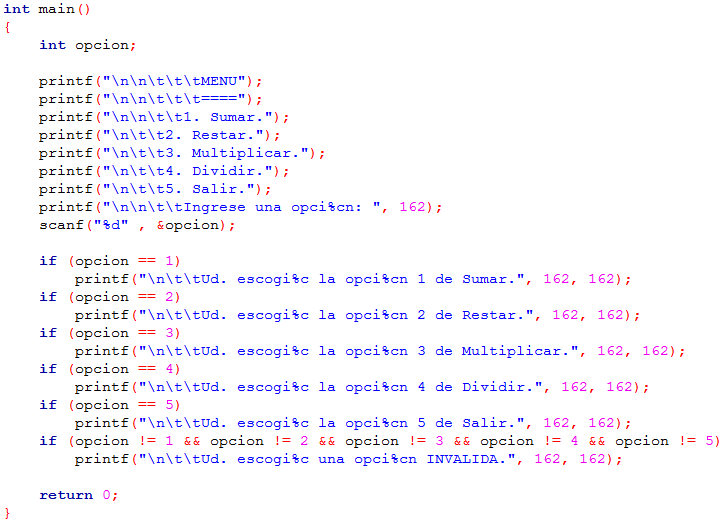 int main()
{
    int opcion;

    printf("\n\n\t\t\tMENU");
    printf("\n\n\t\t\t====");
    printf("\n\n\t\t1. Sumar.");
    printf("\n\t\t2. Restar.");
    printf("\n\t\t3. Multiplicar.");
    printf("\n\t\t4. Dividir.");
    printf("\n\t\t5. Salir.");
    printf("\n\n\t\tIngrese una opci%cn: ", 162);
    scanf("%d" , &opcion);

    if (opcion == 1)
        printf("\n\t\tUd. escogi%c la opci%cn 1 de Sumar.", 162, 162);
    if (opcion == 2)
        printf("\n\t\tUd. escogi%c la opci%cn 2 de Restar.", 162, 162);
    if (opcion == 3)
        printf("\n\t\tUd. escogi%c la opci%cn 3 de Multiplicar.", 162, 162);
    if (opcion == 4)
        printf("\n\t\tUd. escogi%c la opci%cn 4 de Dividir.", 162, 162);
    if (opcion == 5)
        printf("\n\t\tUd. escogi%c la opci%cn 5 de Salir.", 162, 162);
    if (opcion != 1 && opcion != 2 && opcion != 3 && opcion != 4 && opcion != 5)
        printf("\n\t\tUd. escogi%c una opci%cn INVALIDA.", 162, 162);

    return 0;
}